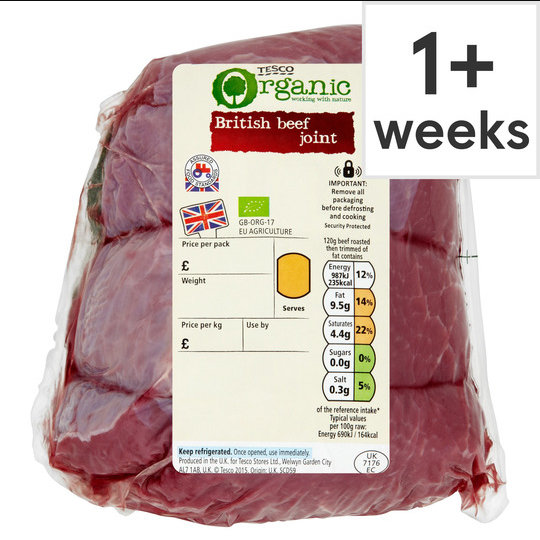 1+
weeks
TESCO
Organic
working with nature
British beef
joint
ASSURED
FOOD STANDARDS
GB-ORG-17
EU AGRICULTURE
IMPORTANT:
Remove all
packaging
before defrosting
and cooking
Security Protected
Price per pack
£
Weight
Serves
Price per kg
£
Use by
120g beef roasted
then trimmed of
fat contains
Energy
987kJ
235kcal
12%
Fat
9.5g
14%
Saturates
4.4g
22%
Sugars
0.0g
0%
Salt
0.3g
5%
of the reference intake*
Typical values
per 100g raw:
Energy 690kJ / 164kcal
Keep refrigerated. Once opened, use immediately.
Produced in the U.K. for Tesco Stores Ltd., Welwyn Garden City
AL7 1AB, U.K. © Tesco 2015. Origin: U.K. SCD59
UK
7176
EC